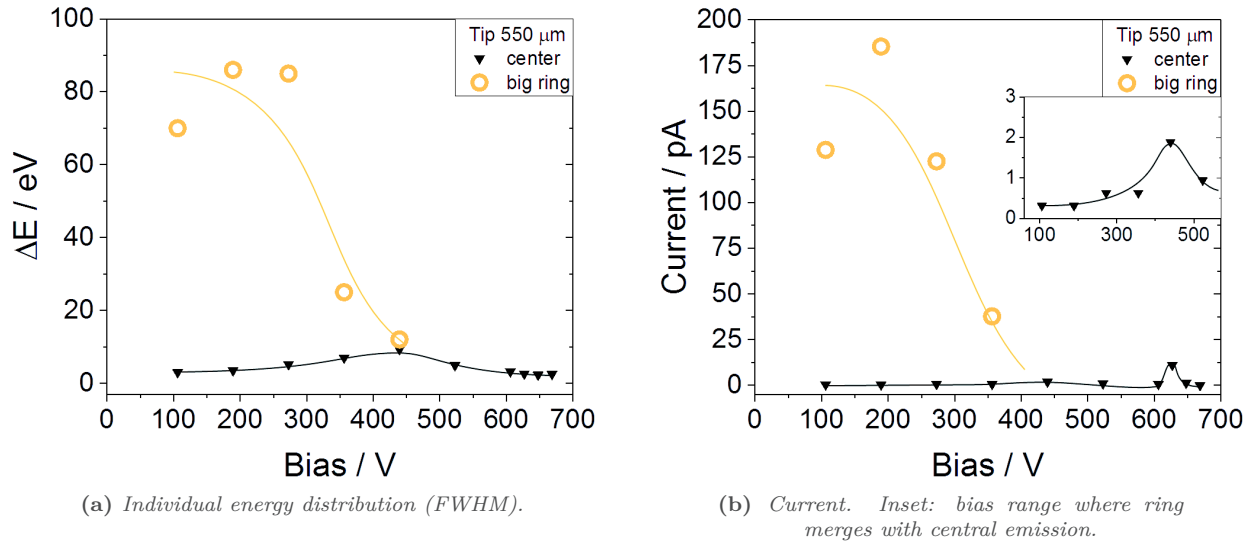 100
80
60
40
20
0
ΔE / eV
0 100 200 300 400 500 600 700
Bias / V
Tip 550 μm
center
big ring
(a) Individual energy distribution (FWHM).
200
175
150
125
100
75
50
25
0
Current / pA
0 100 200 300 400 500 600 700
Bias / V
Tip 550 μm
center
big ring
3
2
1
0
100 300 500
(b) Current. Inset: bias range where ring
merges with central emission.